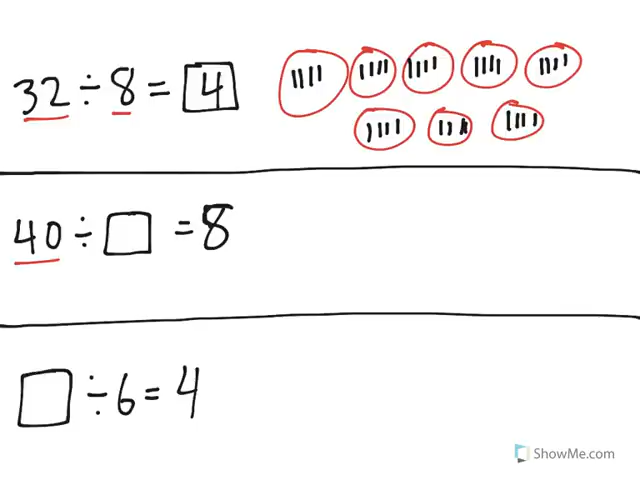 32 ÷ 8 = 4
40 ÷ □ = 8
□ ÷ 6 = 4
ShowMe.com